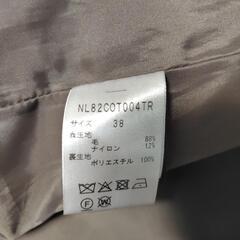 NL82COT004TR
サイズ 38
表生地
毛 88%
ナイロン 12%
裏生地
ポリエステル 100%